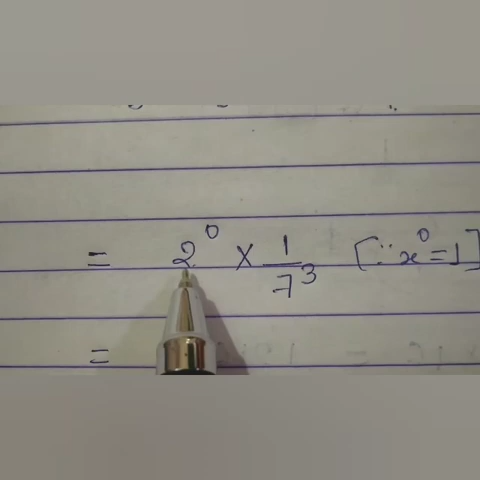 = 2⁰ × 1/7³ [∵ x⁰ = 1]
=